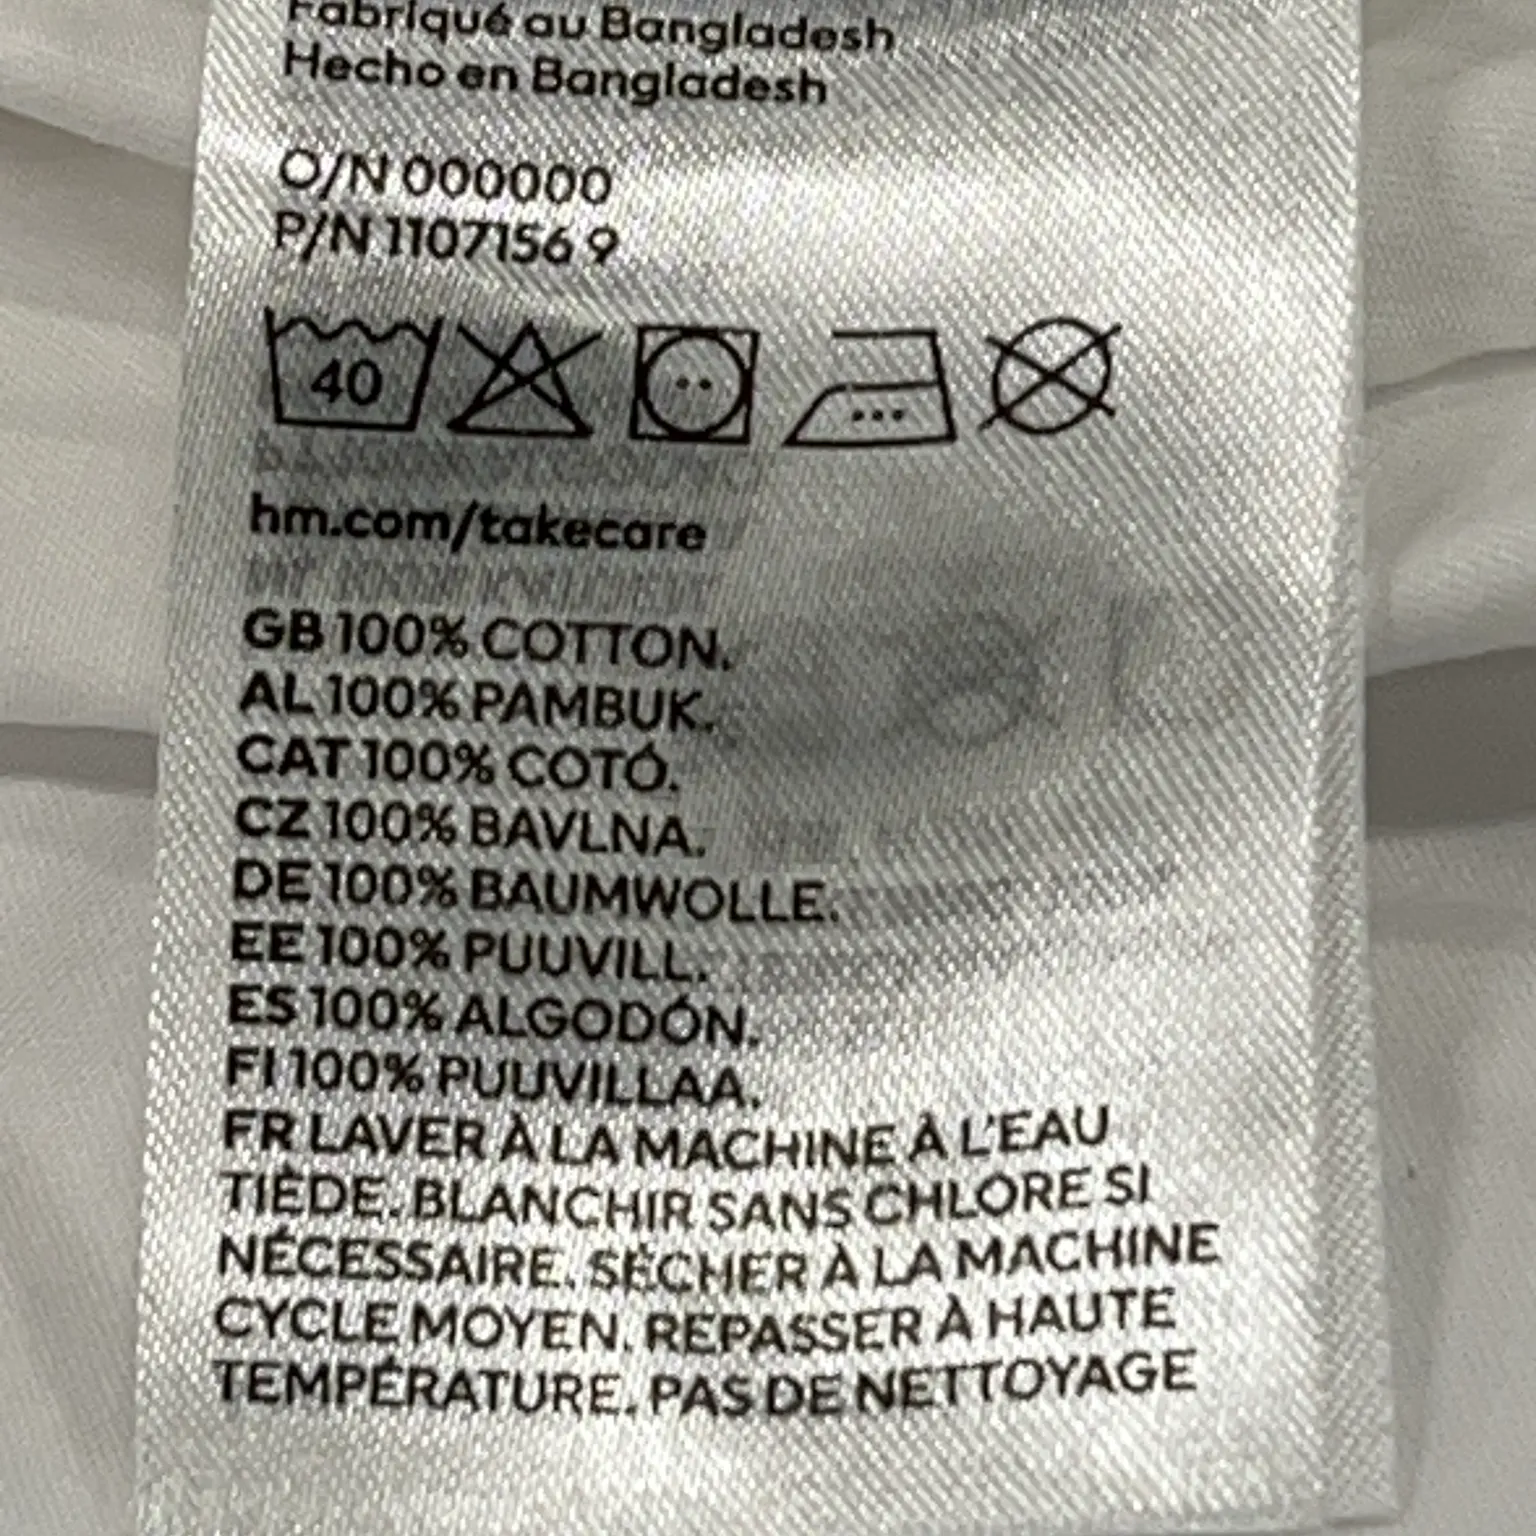 Fabriqué au Bangladesh
Hecho en Bangladesh
O/N 000000
P/N 1107156 9
40
hm.com/takecare
GB 100% COTTON.
AL 100% PAMBUK.
CAT 100% COTÓ.
CZ 100% BAVLNA.
DE 100% BAUMWOLLE.
EE 100% PUUVILL.
ES 100% ALGODÓN.
FI 100% PUUVILLAA.
FR LAVER À LA MACHINE À L'EAU
TIÈDE. BLANCHIR SANS CHLORE SI
NÉCESSAIRE. SÉCHER À LA MACHINE
CYCLE MOYEN. REPASSER À HAUTE
TEMPÉRATURE. PAS DE NETTOYAGE